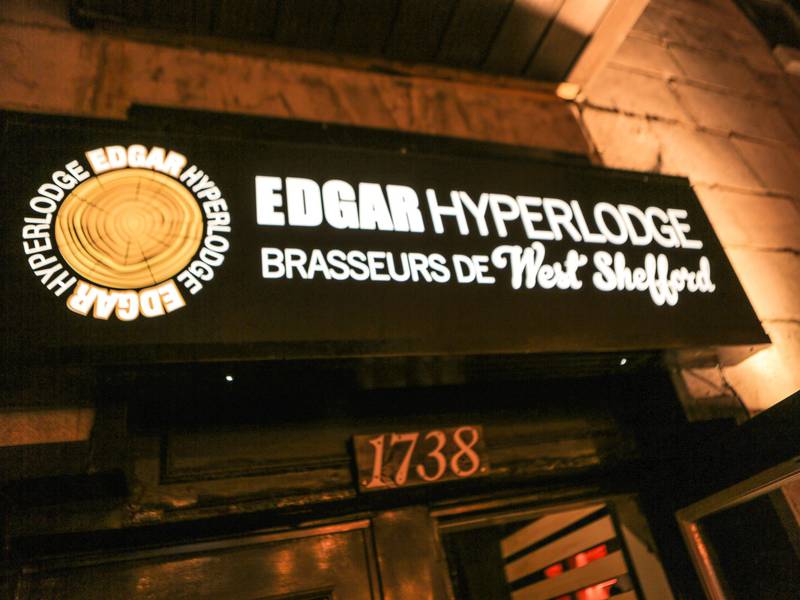 EDGAR HYPERLODGE EDGAR HYPERLODGE
EDGAR HYPERLODGE
BRASSEURS DE West Shefford
1738